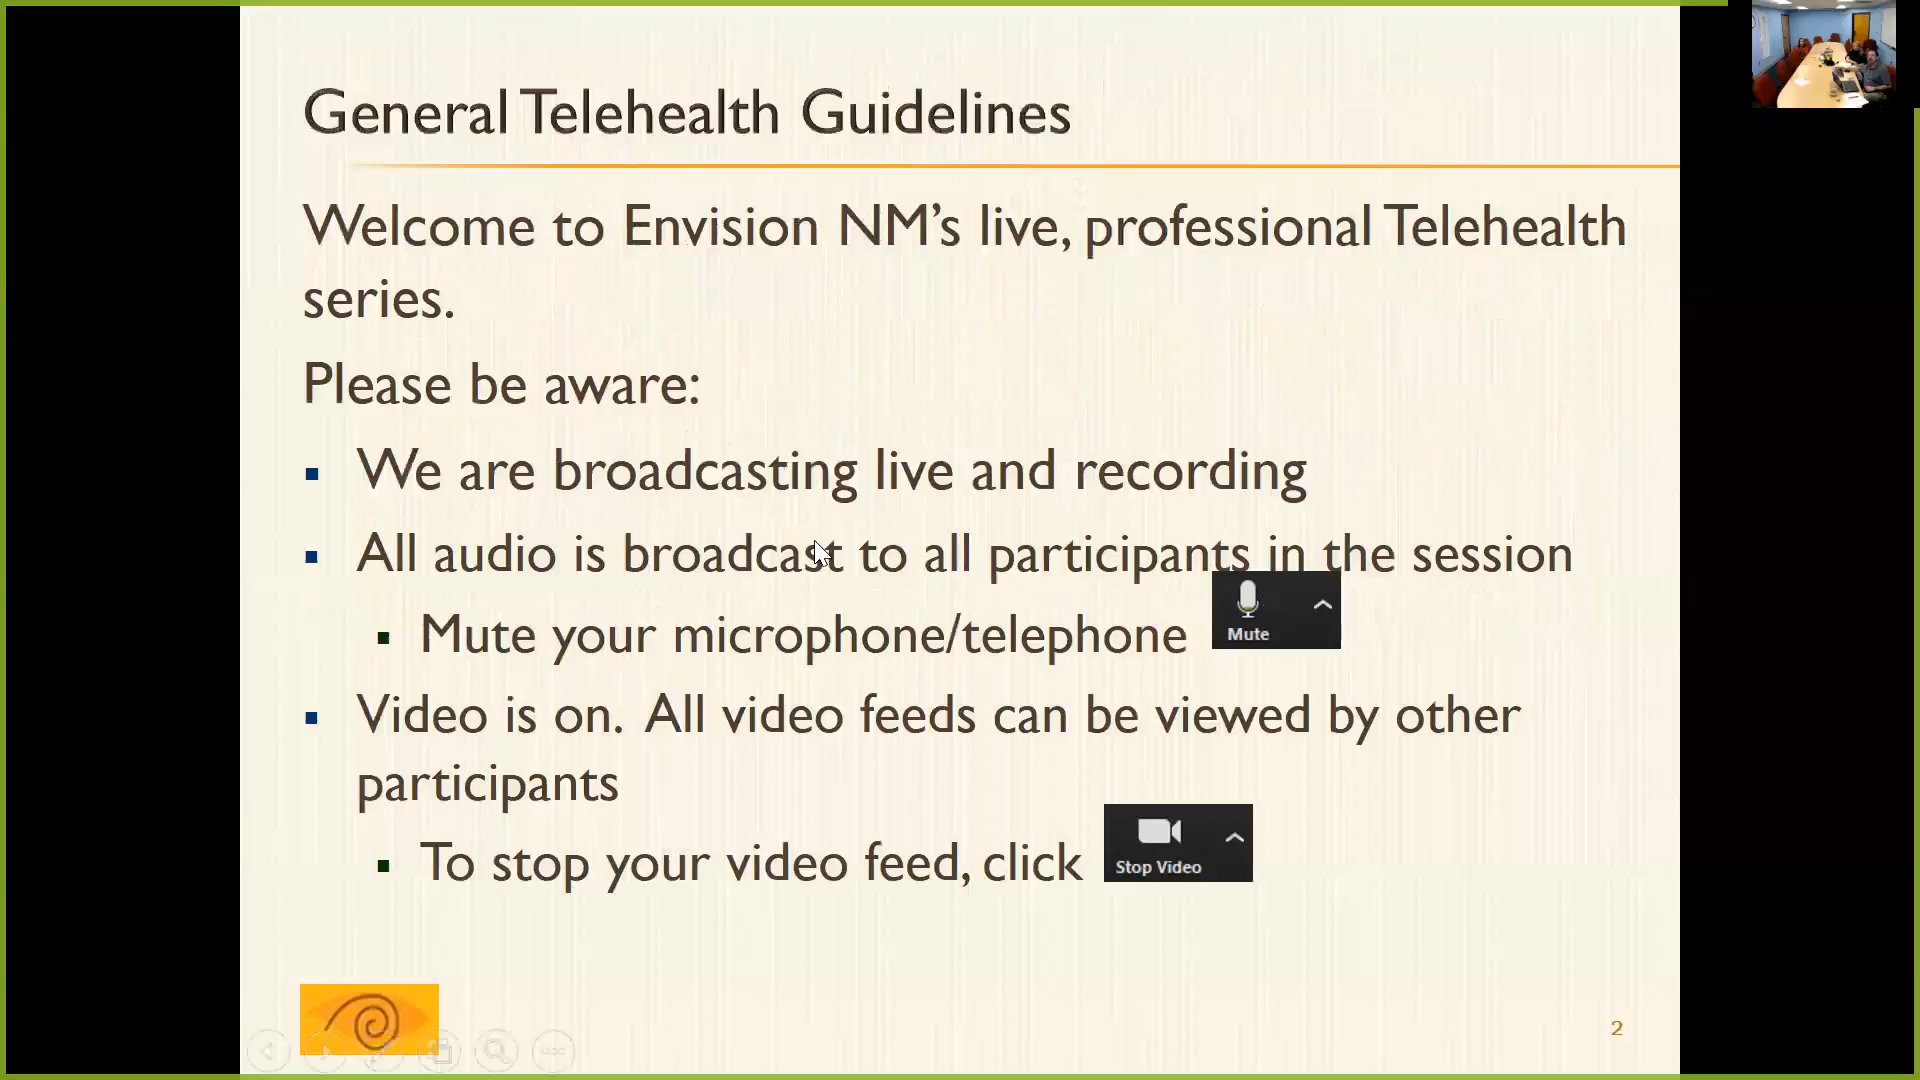 General Telehealth Guidelines
Welcome to Envision NM's live, professional Telehealth
series.
Please be aware:
▪ We are broadcasting live and recording
▪ All audio is broadcast to all participants in the session
▪ Mute your microphone/telephone
Mute
▪ Video is on. All video feeds can be viewed by other
participants
▪ To stop your video feed, click
Stop Video
2